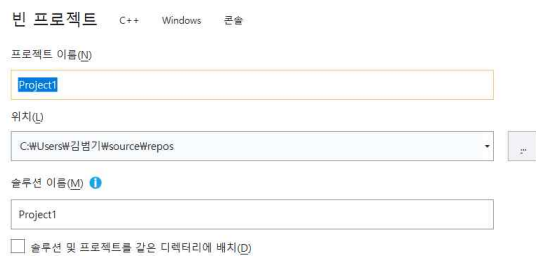 빈 프로젝트 C++ Windows 콘솔
프로젝트 이름(N)
Project1
위치(L)
C:₩Users₩김범기₩source₩repos
...
솔루션 이름(M) i
Project1
솔루션 및 프로젝트를 같은 디렉터리에 배치(D)